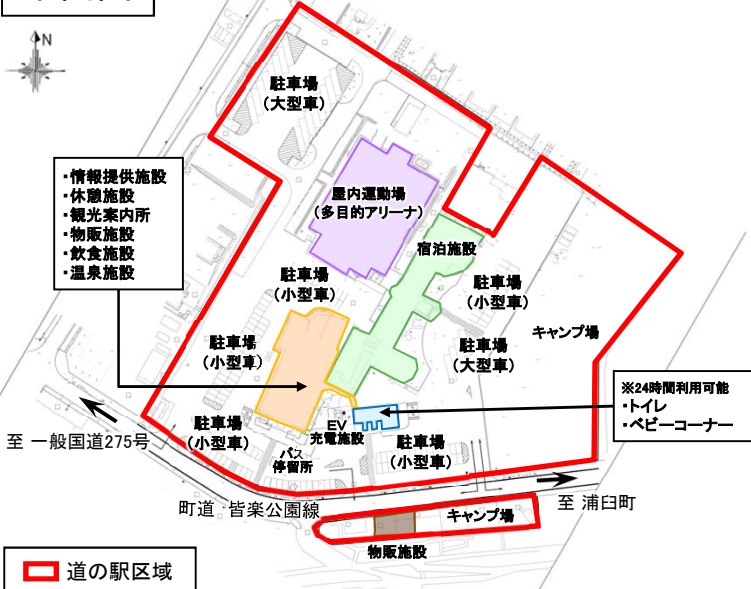 N
駐車場
(大型車)
・情報提供施設
・休憩施設
・観光案内所
・物販施設
・飲食施設
・温泉施設
屋内運動場
(多目的アリーナ)
宿泊施設
駐車場
(小型車)
駐車場
(小型車)
キャンプ場
駐車場
(小型車)
駐車場
(大型車)
※24時間利用可能
・トイレ
・ベビーコーナー
駐車場
(小型車)
EV
充電施設
駐車場
(小型車)
バス
停留所
至 一般国道275号
町道 皆楽公園線
至 浦臼町
キャンプ場
物販施設
道の駅区域